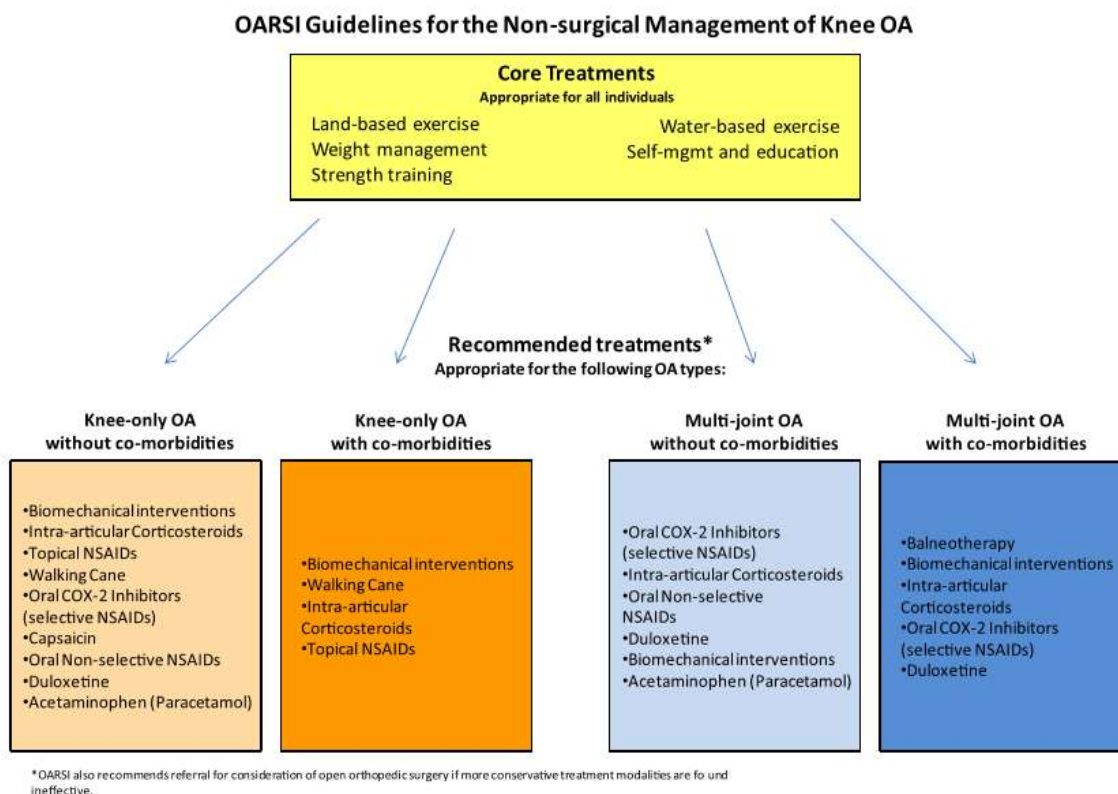 OARSI Guidelines for the Non-surgical Management of Knee OA
Core Treatments
Appropriate for all individuals
Land-based exercise
Weight management
Strength training
Water-based exercise
Self-mgmt and education
Recommended treatments*
Appropriate for the following OA types:
Knee-only OA
without co-morbidities
•Biomechanical interventions
•Intra-articular Corticosteroids
•Topical NSAIDs
•Walking Cane
•Oral COX-2 Inhibitors
(selective NSAIDs)
•Capsaicin
•Oral Non-selective NSAIDs
•Duloxetine
•Acetaminophen (Paracetamol)
Knee-only OA
with co-morbidities
•Biomechanical interventions
•Walking Cane
•Intra-articular
Corticosteroids
•Topical NSAIDs
Multi-joint OA
without co-morbidities
•Oral COX-2 Inhibitors
(selective NSAIDs)
•Intra-articular Corticosteroids
•Oral Non-selective
NSAIDs
•Duloxetine
•Biomechanical interventions
•Acetaminophen (Paracetamol)
Multi-joint OA
with co-morbidities
•Balneotherapy
•Biomechanical interventions
•Intra-articular
Corticosteroids
•Oral COX-2 Inhibitors
(selective NSAIDs)
•Duloxetine
*OARSI also recommends referral for consideration of open orthopedic surgery if more conservative treatment modalities are fo und
ineffective.